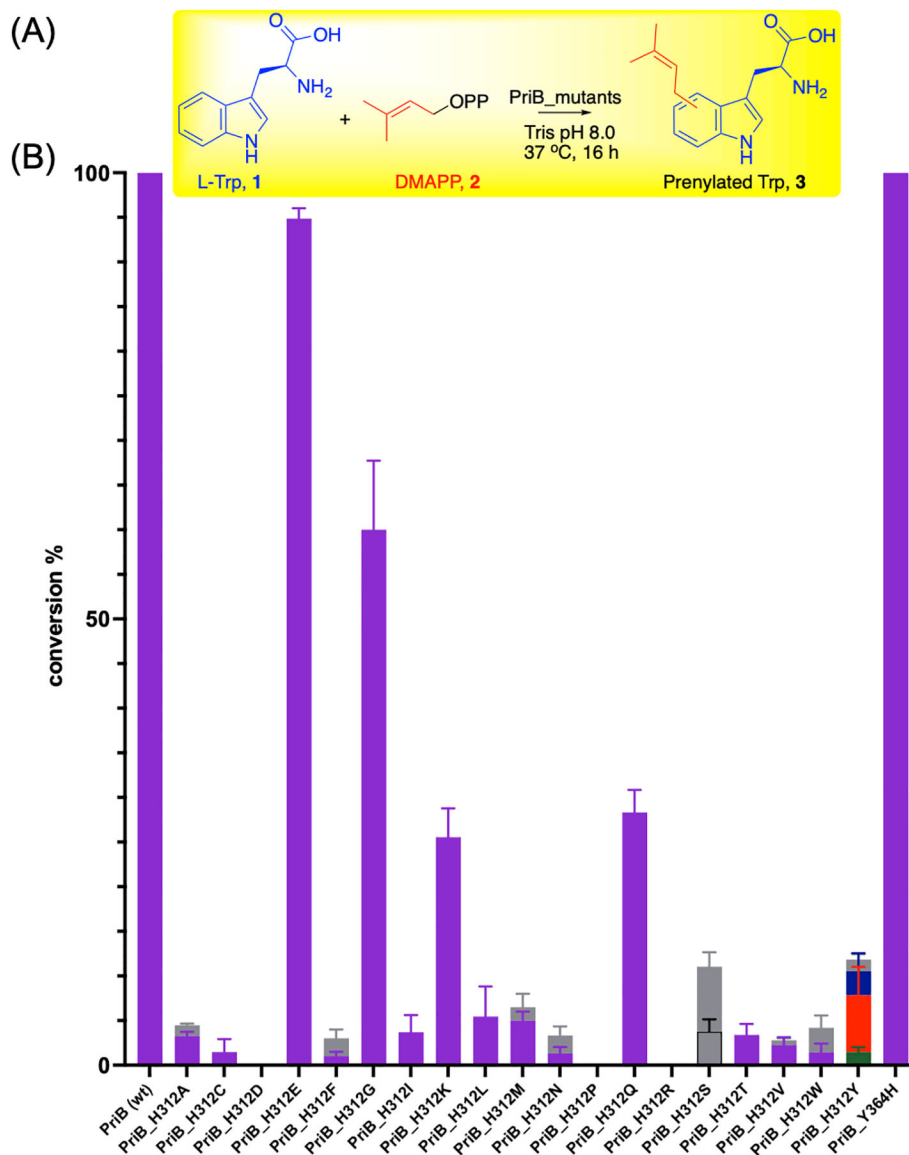 (A)
O
OH
NH2
N
H
L-Trp, 1
+
OPP
DMAPP, 2
PriB_mutants
Tris pH 8.0
37 ºC, 16 h
O
OH
NH2
N
H
Prenylated Trp, 3
(B)
100
50
0
conversion %
PriB (wt)
PriB_H312A
PriB_H312C
PriB_H312D
PriB_H312E
PriB_H312F
PriB_H312G
PriB_H312I
PriB_H312K
PriB_H312L
PriB_H312M
PriB_H312N
PriB_H312P
PriB_H312Q
PriB_H312R
PriB_H312S
PriB_H312T
PriB_H312V
PriB_H312W
PriB_H312Y
PriB_Y364H